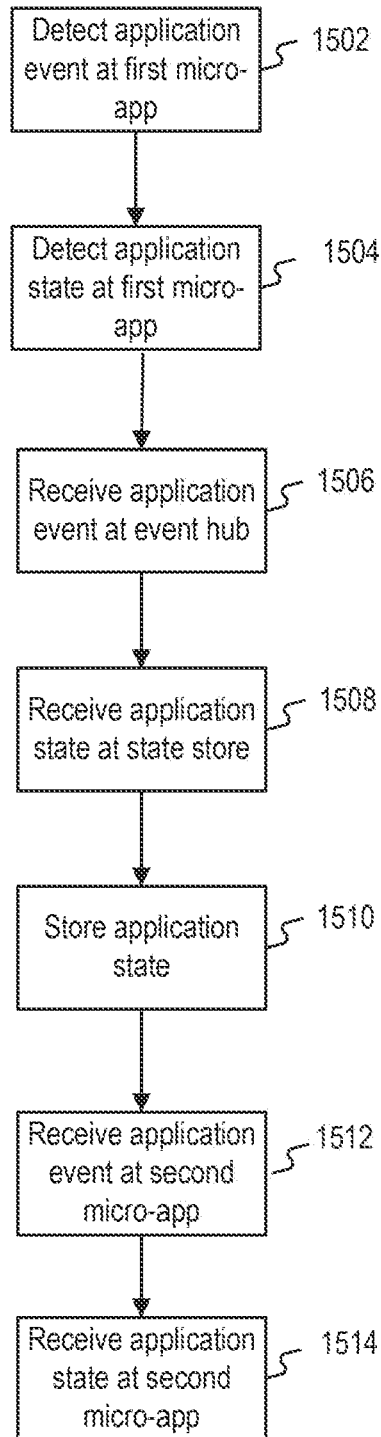 Detect application
event at first micro-
app
1502
Detect application
state at first micro-
app
1504
Receive application
event at event hub
1506
Receive application
state at state store
1508
Store application
state
1510
Receive application
event at second
micro-app
1512
Receive application
state at second
micro-app
1514